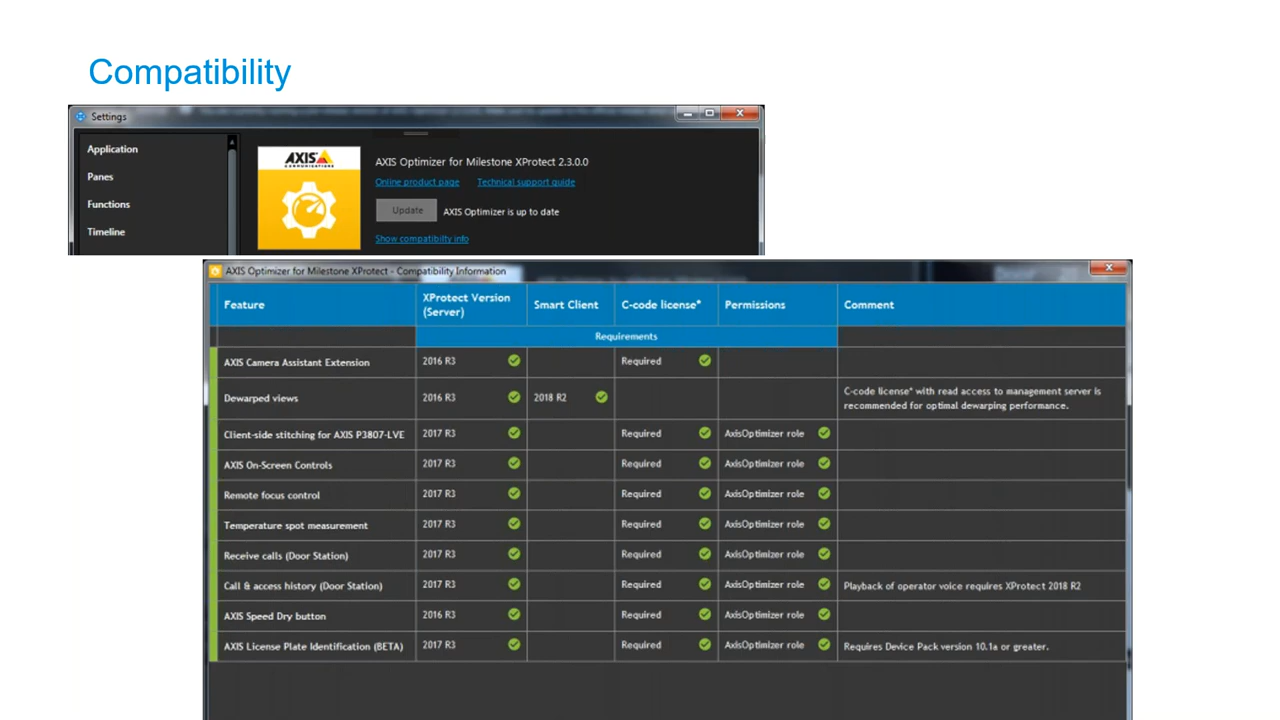 Compatibility
Settings
Application
Panes
Functions
Timeline
AXIS
COMMUNICATIONS
AXIS Optimizer for Milestone XProtect 2.3.0.0
Online product page Technical support guide
Update AXIS Optimizer is up to date
Show compatibilty info
AXIS Optimizer for Milestone XProtect - Compatibility Information
Feature XProtect Version (Server) Smart Client C-code license* Permissions Comment
Requirements
AXIS Camera Assistant Extension 2016 R3 Required
Dewarped views 2016 R3 2018 R2 C-code license* with read access to management server is recommended for optimal dewarping performance.
Client-side stitching for AXIS P3807-LVE 2017 R3 Required AxisOptimizer role
AXIS On-Screen Controls 2017 R3 Required AxisOptimizer role
Remote focus control 2017 R3 Required AxisOptimizer role
Temperature spot measurement 2017 R3 Required AxisOptimizer role
Receive calls (Door Station) 2017 R3 Required AxisOptimizer role
Call & access history (Door Station) 2017 R3 Required AxisOptimizer role Playback of operator voice requires XProtect 2018 R2
AXIS Speed Dry button 2016 R3 Required AxisOptimizer role
AXIS License Plate Identification (BETA) 2017 R3 Required AxisOptimizer role Requires Device Pack version 10.1a or greater.